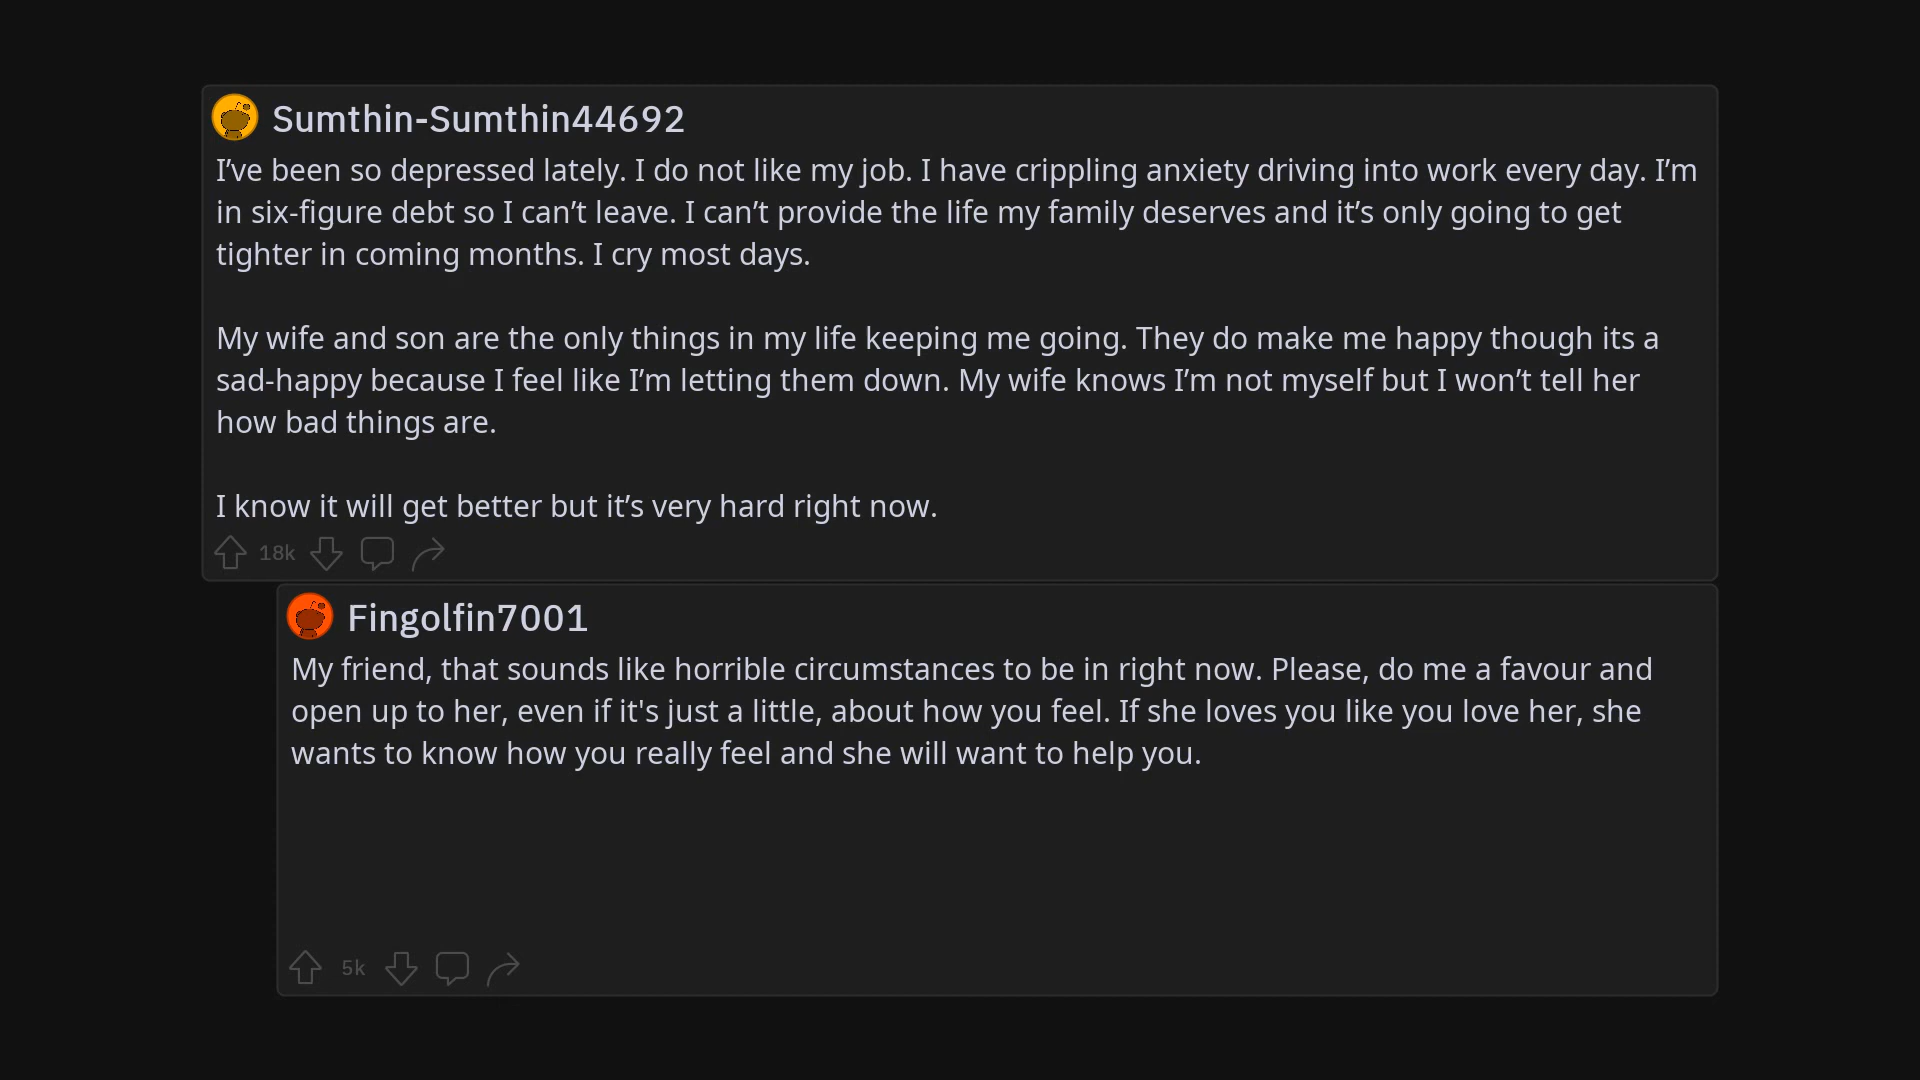 Sumthin-Sumthin44692
I’ve been so depressed lately. I do not like my job. I have crippling anxiety driving into work every day. I’m
in six-figure debt so I can’t leave. I can’t provide the life my family deserves and it’s only going to get
tighter in coming months. I cry most days.
My wife and son are the only things in my life keeping me going. They do make me happy though its a
sad-happy because I feel like I’m letting them down. My wife knows I’m not myself but I won’t tell her
how bad things are.
I know it will get better but it’s very hard right now.
18k
Fingolfin7001
My friend, that sounds like horrible circumstances to be in right now. Please, do me a favour and
open up to her, even if it's just a little, about how you feel. If she loves you like you love her, she
wants to know how you really feel and she will want to help you.
5k